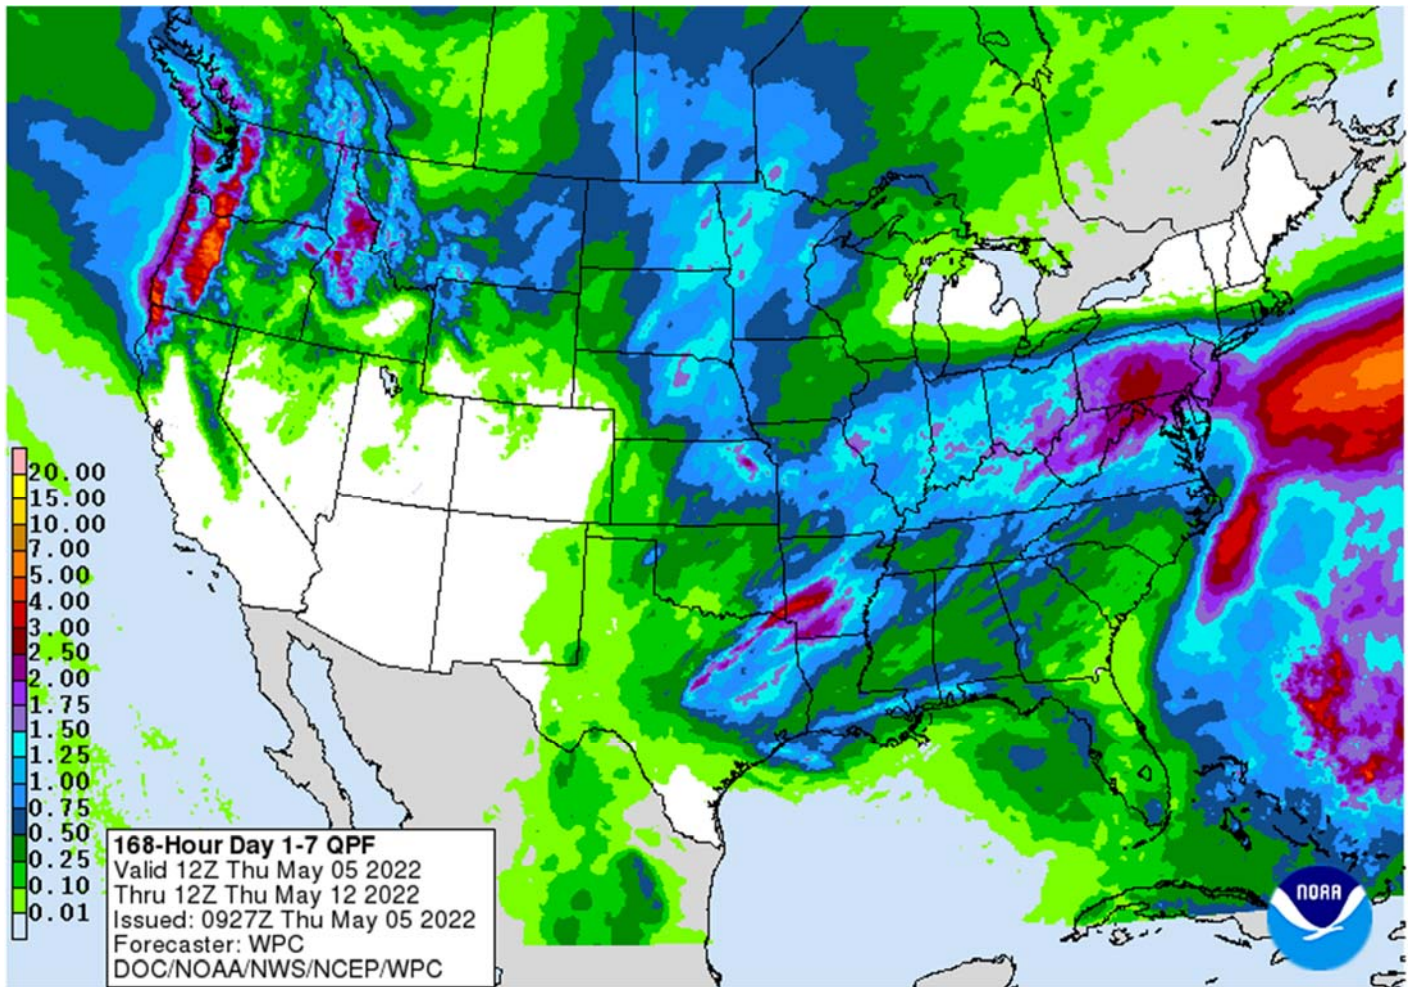 20.00
15.00
10.00
7.00
5.00
4.00
3.00
2.50
2.00
1.75
1.50
1.25
1.00
0.75
0.50
0.25
0.10
0.01
168-Hour Day 1-7 QPF
Valid 12Z Thu May 05 2022
Thru 12Z Thu May 12 2022
Issued: 0927Z Thu May 05 2022
Forecaster: WPC
DOC/NOAA/NWS/NCEP/WPC
NOAA